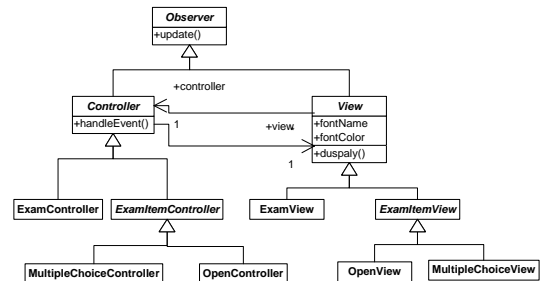 Observer
+update()
+controller
Controller
+handleEvent()
1
+view
1
View
+fontName
+fontColor
+duspaly()
ExamController
ExamItemController
ExamView
ExamItemView
MultipleChoiceController
OpenController
OpenView
MultipleChoiceView